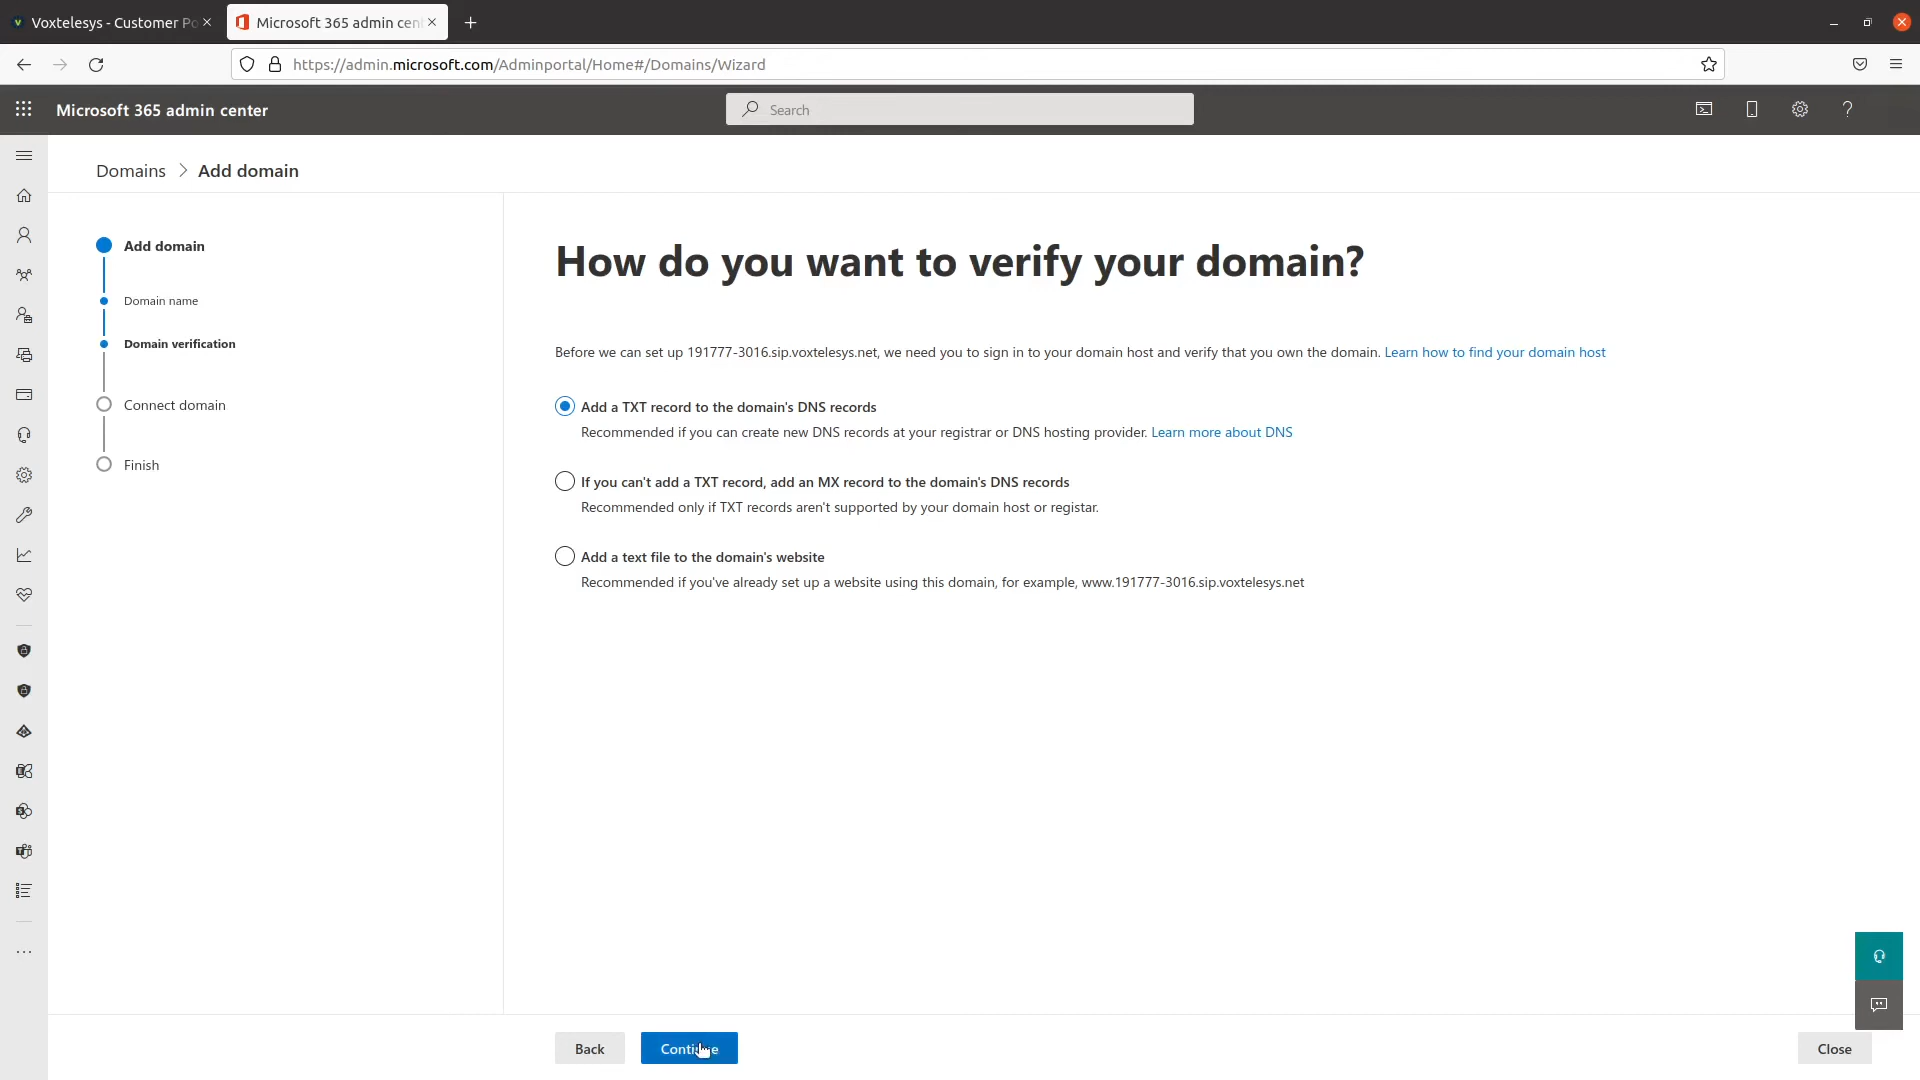 Voxtelesys - Customer Po
Microsoft 365 admin cen
https://admin.microsoft.com/Adminportal/Home#/Domains/Wizard
Microsoft 365 admin center
Search
Domains > Add domain
Add domain
Domain name
Domain verification
Connect domain
Finish
How do you want to verify your domain?
Before we can set up 191777-3016.sip.voxtelesys.net, we need you to sign in to your domain host and verify that you own the domain. Learn how to find your domain host
Add a TXT record to the domain's DNS records
Recommended if you can create new DNS records at your registrar or DNS hosting provider. Learn more about DNS
If you can't add a TXT record, add an MX record to the domain's DNS records
Recommended only if TXT records aren't supported by your domain host or registar.
Add a text file to the domain's website
Recommended if you've already set up a website using this domain, for example, www.191777-3016.sip.voxtelesys.net
Back
Continue
Close